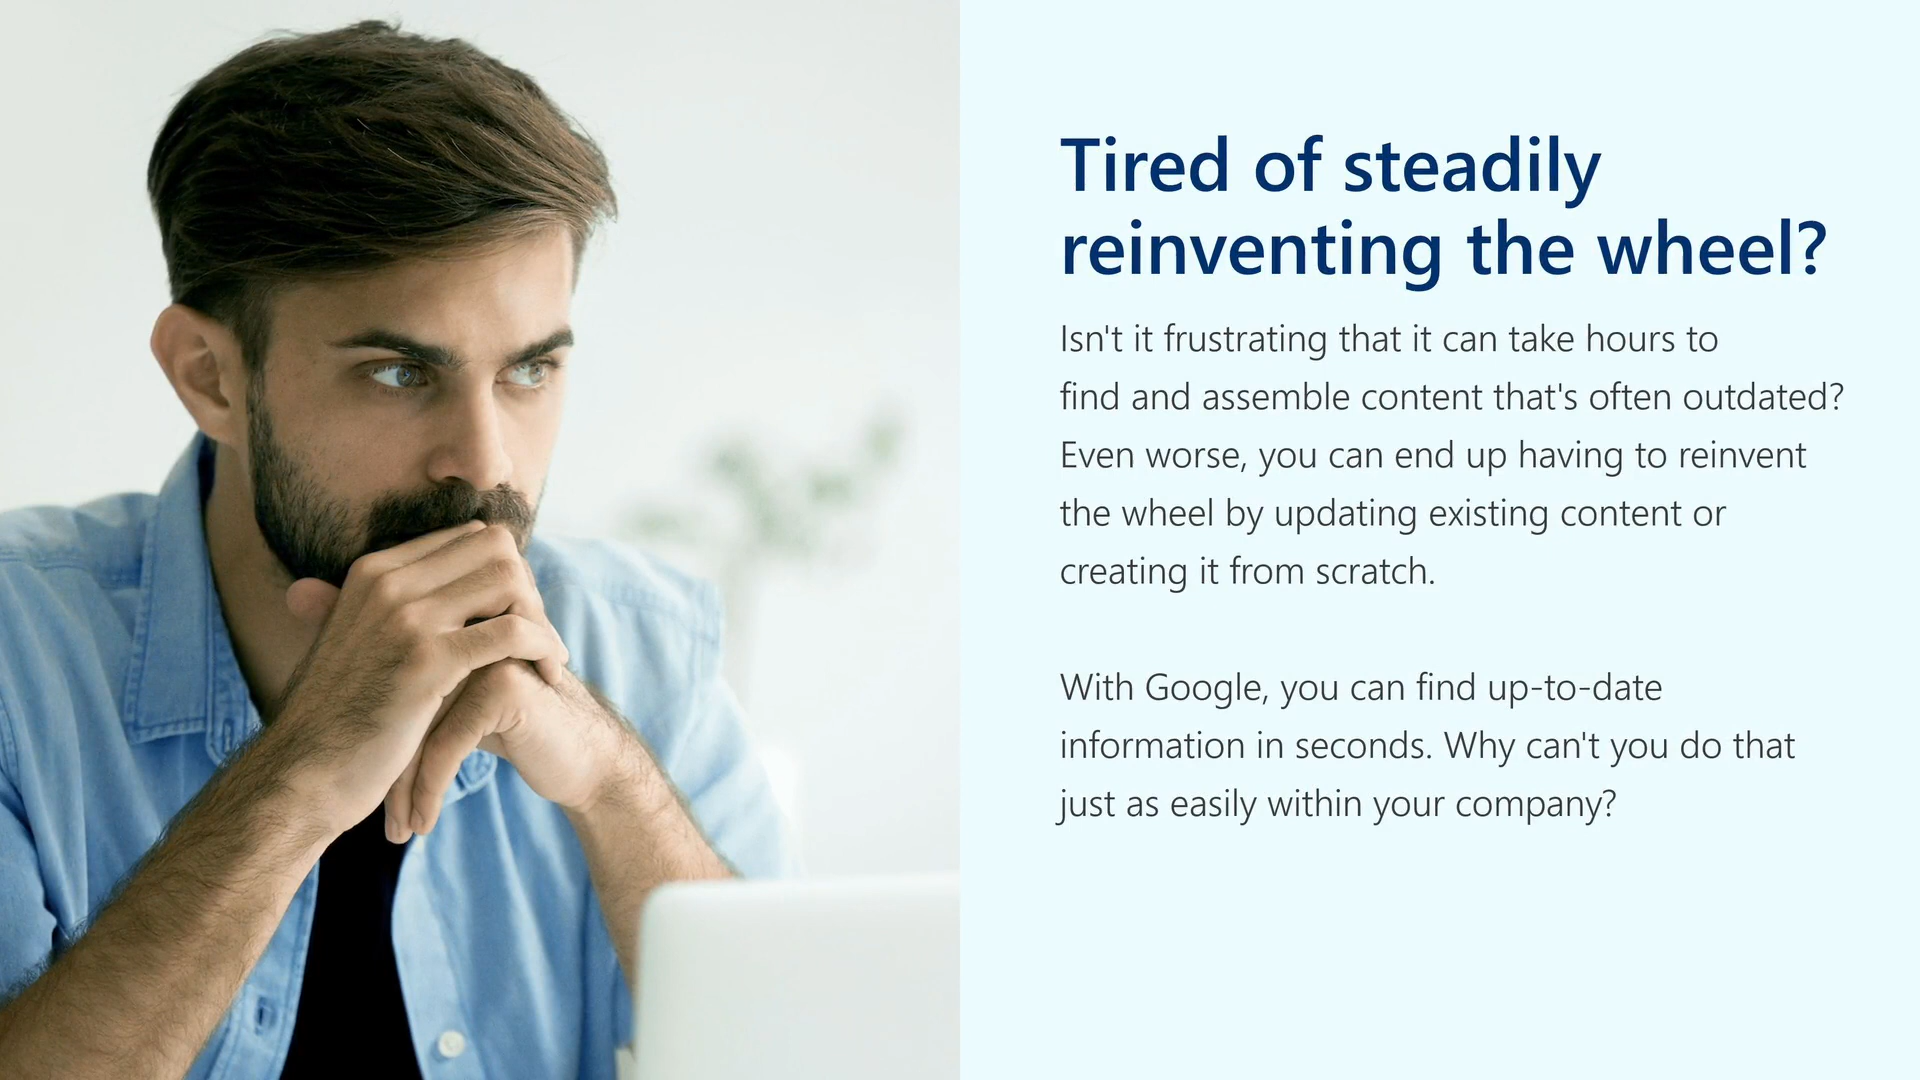 Tired of steadily
reinventing the wheel?
Isn't it frustrating that it can take hours to
find and assemble content that's often outdated?
Even worse, you can end up having to reinvent
the wheel by updating existing content or
creating it from scratch.
With Google, you can find up-to-date
information in seconds. Why can't you do that
just as easily within your company?